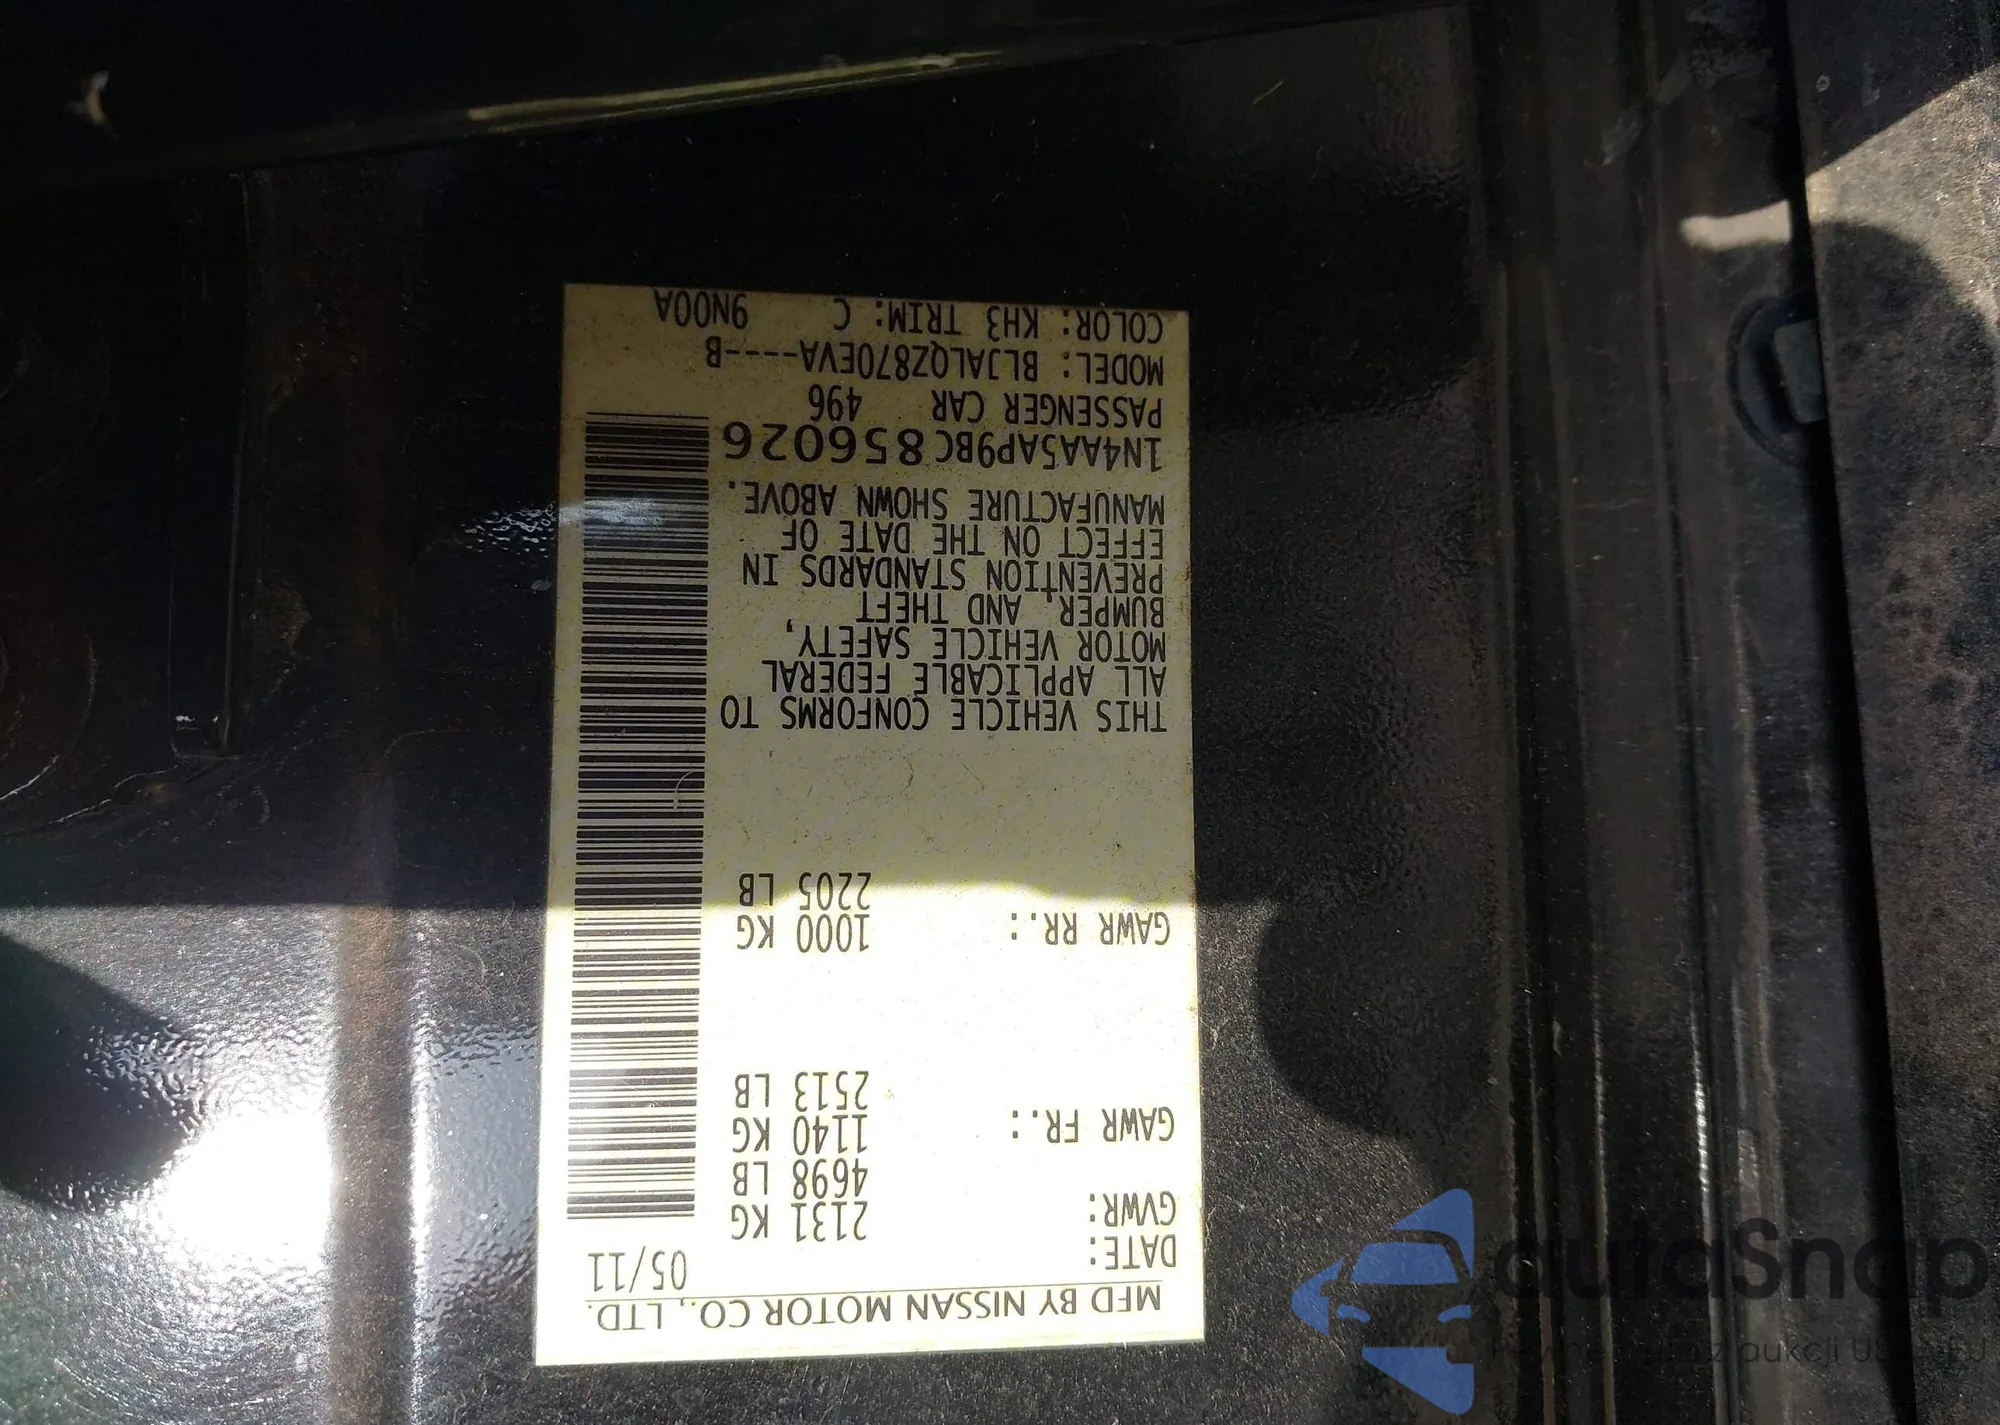 MFD BY NISSAN MOTOR CO., LTD.
DATE: 05/11
GVWR: 2131 KG
4698 LB
GAWR FR.: 1140 KG
2513 LB
GAWR RR.: 1000 KG
2205 LB
THIS VEHICLE CONFORMS TO
ALL APPLICABLE FEDERAL
MOTOR VEHICLE SAFETY,
BUMPER, AND THEFT
PREVENTION STANDARDS IN
EFFECT ON THE DATE OF
MANUFACTURE SHOWN ABOVE.
1N4AA5AP9BC856026
PASSENGER CAR 496
MODEL: BLJALQZ870EVA----B
COLOR: KH3 TRIM: C 9N00A
autoSnap
aukcji